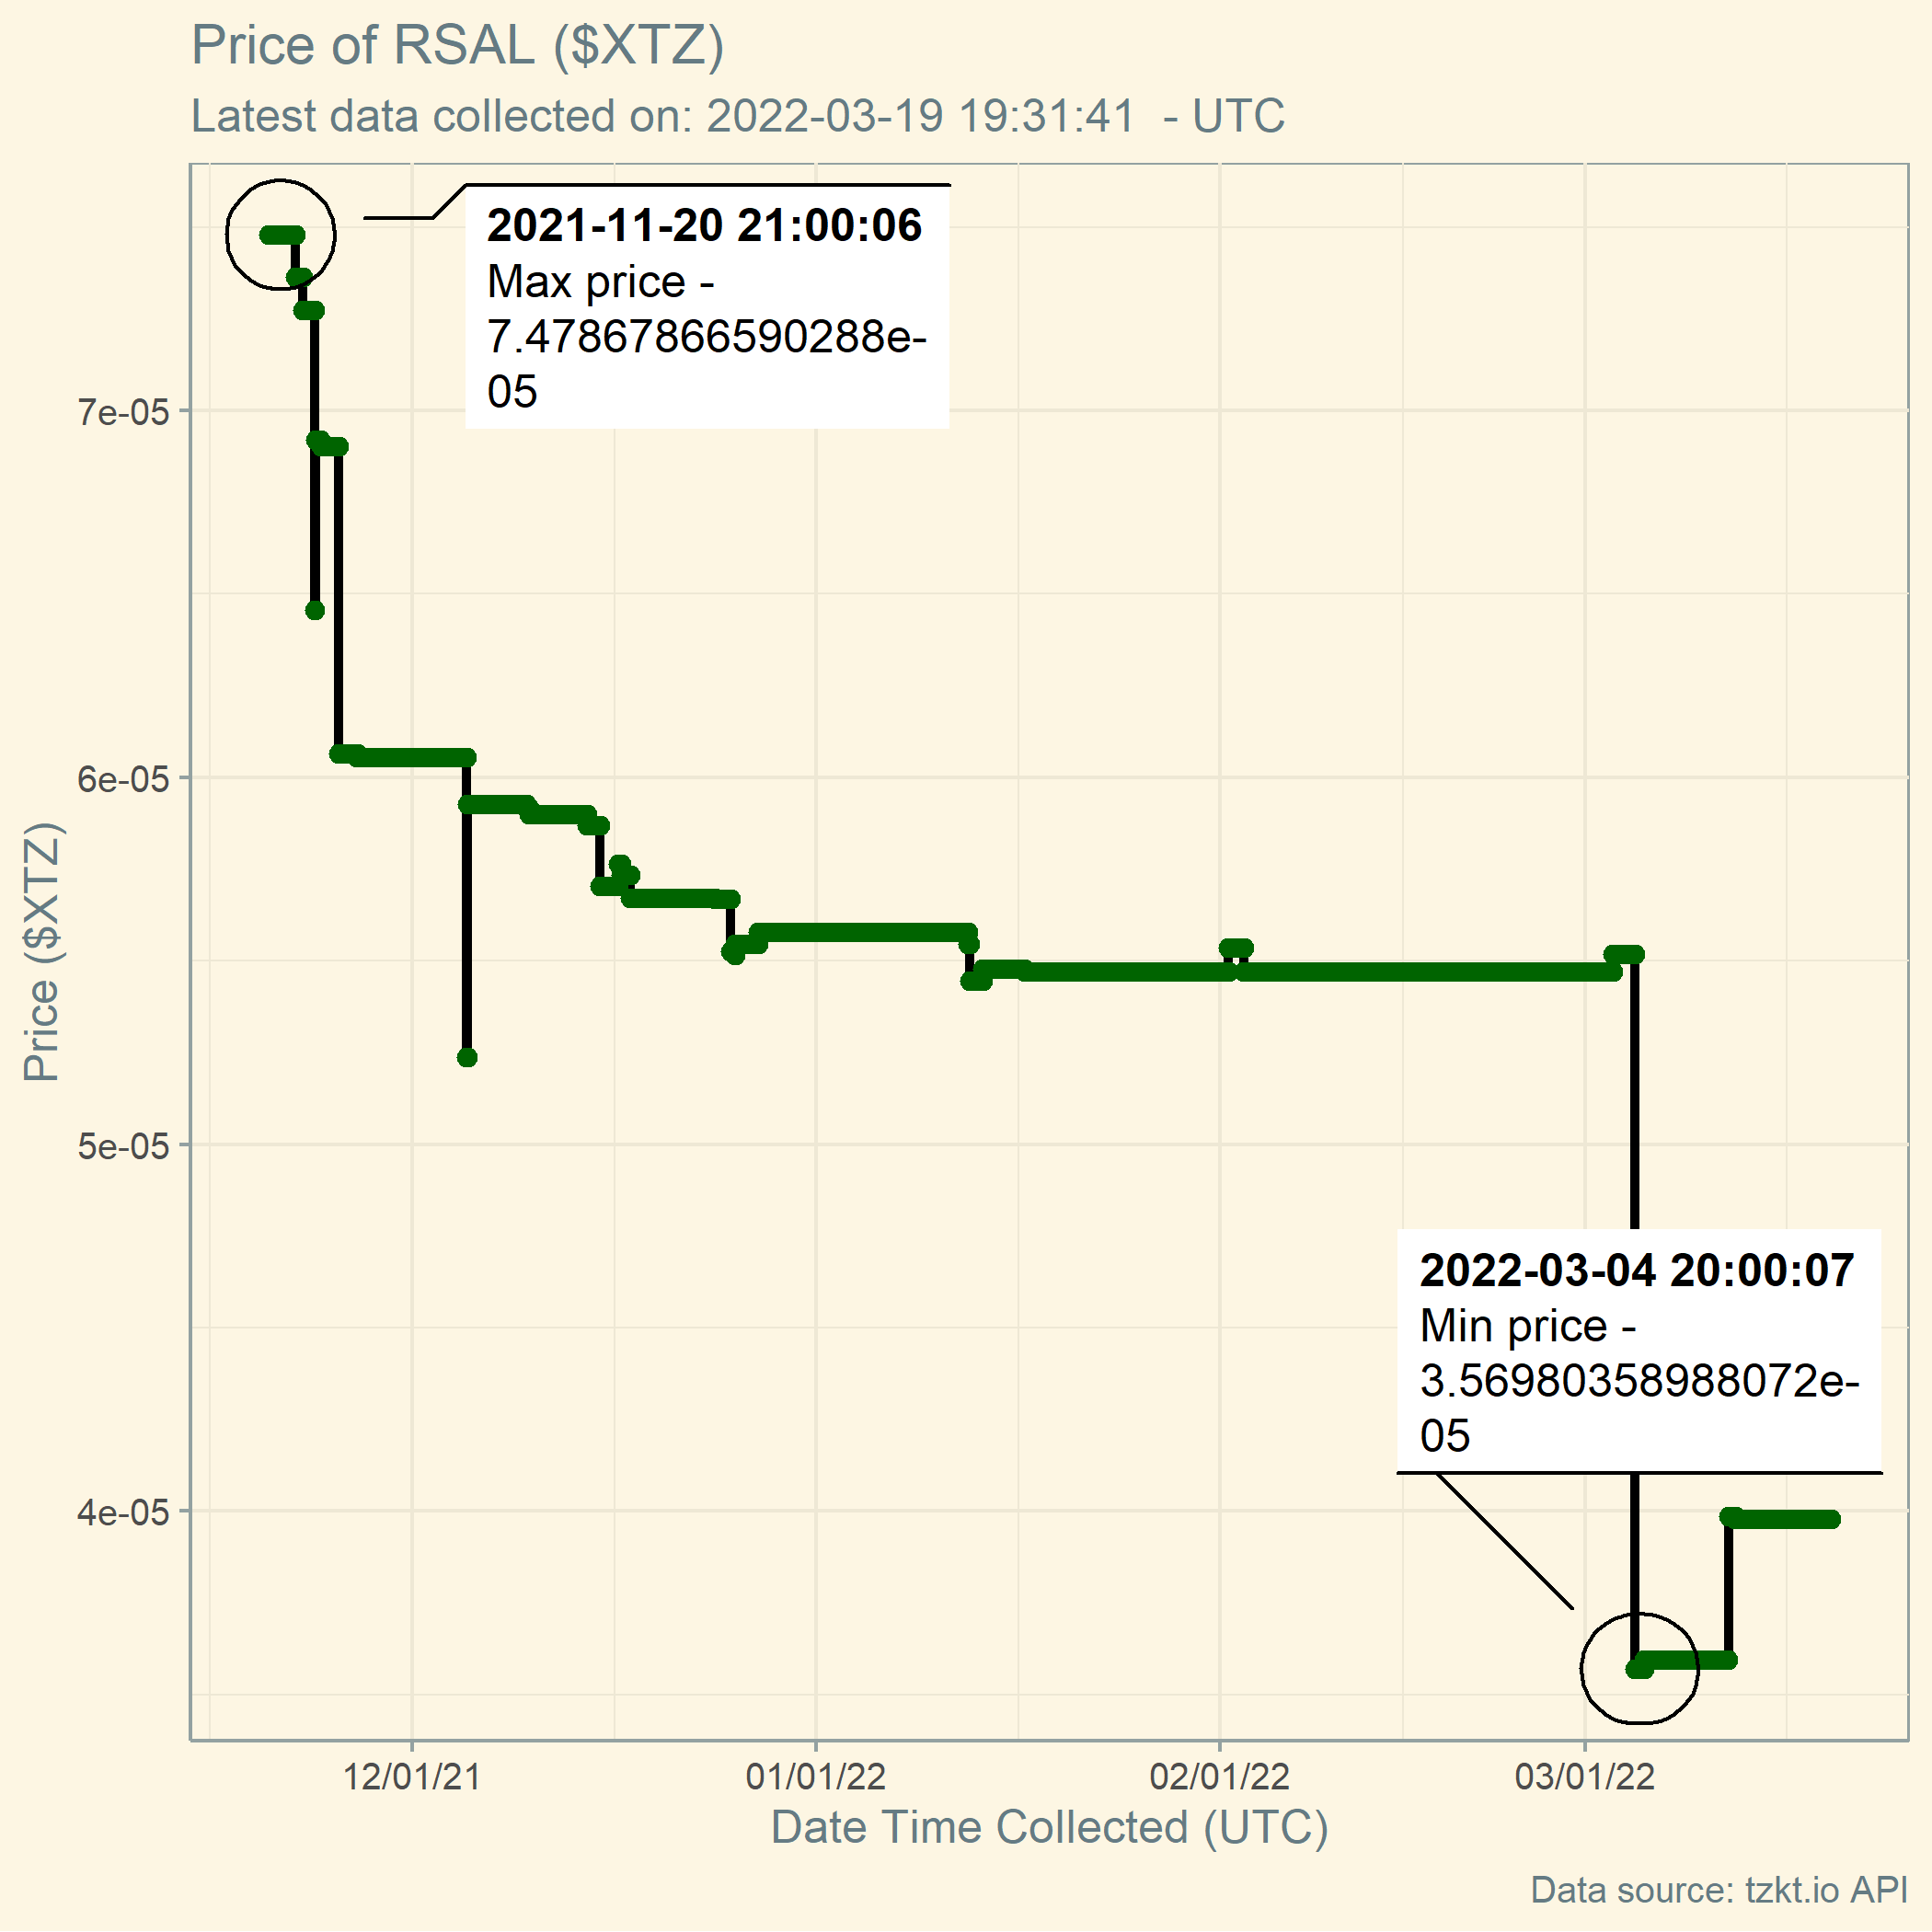 Price of RSAL ($XTZ)
Latest data collected on: 2022-03-19 19:31:41  - UTC
2021-11-20 21:00:06
Max price -
7.47867866590288e-
05
7e-05
6e-05
Price ($XTZ)
5e-05
2022-03-04 20:00:07
Min price -
3.56980358988072e-
05
4e-05
12/01/21
01/01/22
02/01/22
03/01/22
Date Time Collected (UTC)
Data source: tzkt.io API